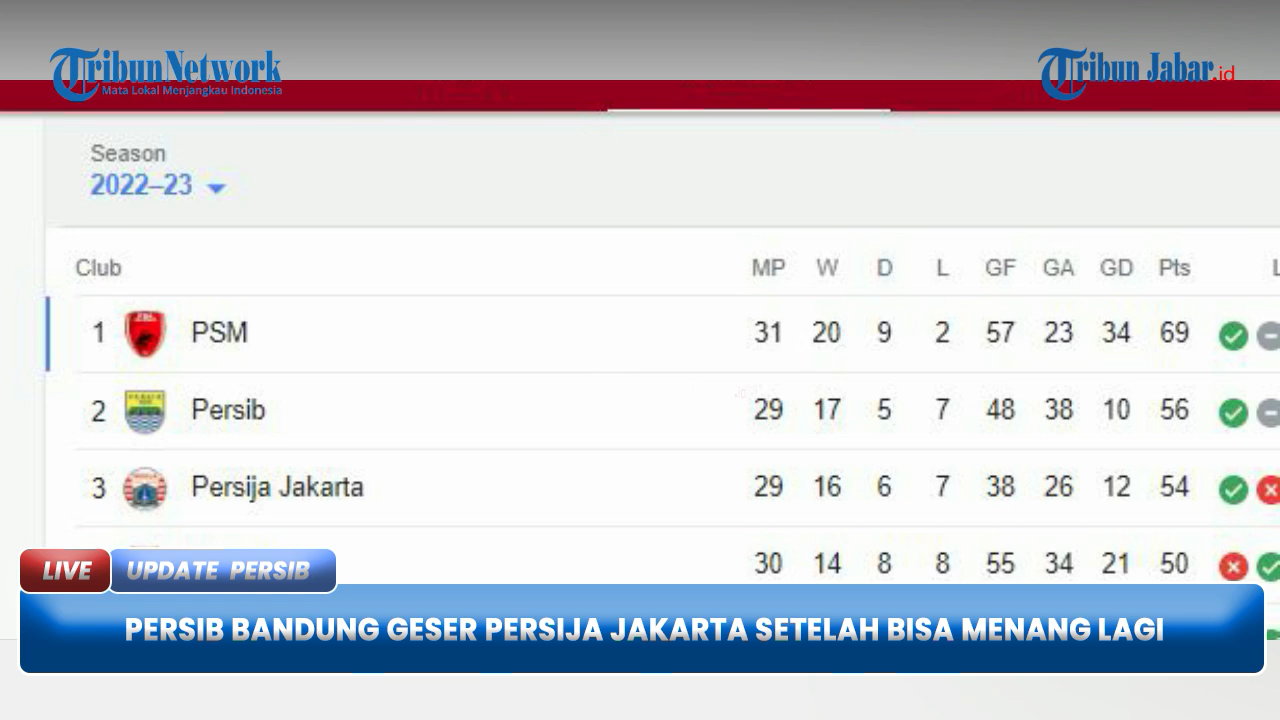 TribunNetwork
Mata Lokal Menjangkau Indonesia
Tribun Jabar.id
Season
2022–23
Club MP W D L GF GA GD Pts L
1 PSM 31 20 9 2 57 23 34 69
2 Persib 29 17 5 7 48 38 10 56
3 Persija Jakarta 29 16 6 7 38 26 12 54
30 14 8 8 55 34 21 50
LIVE UPDATE PERSIB
PERSIB BANDUNG GESER PERSIJA JAKARTA SETELAH BISA MENANG LAGI